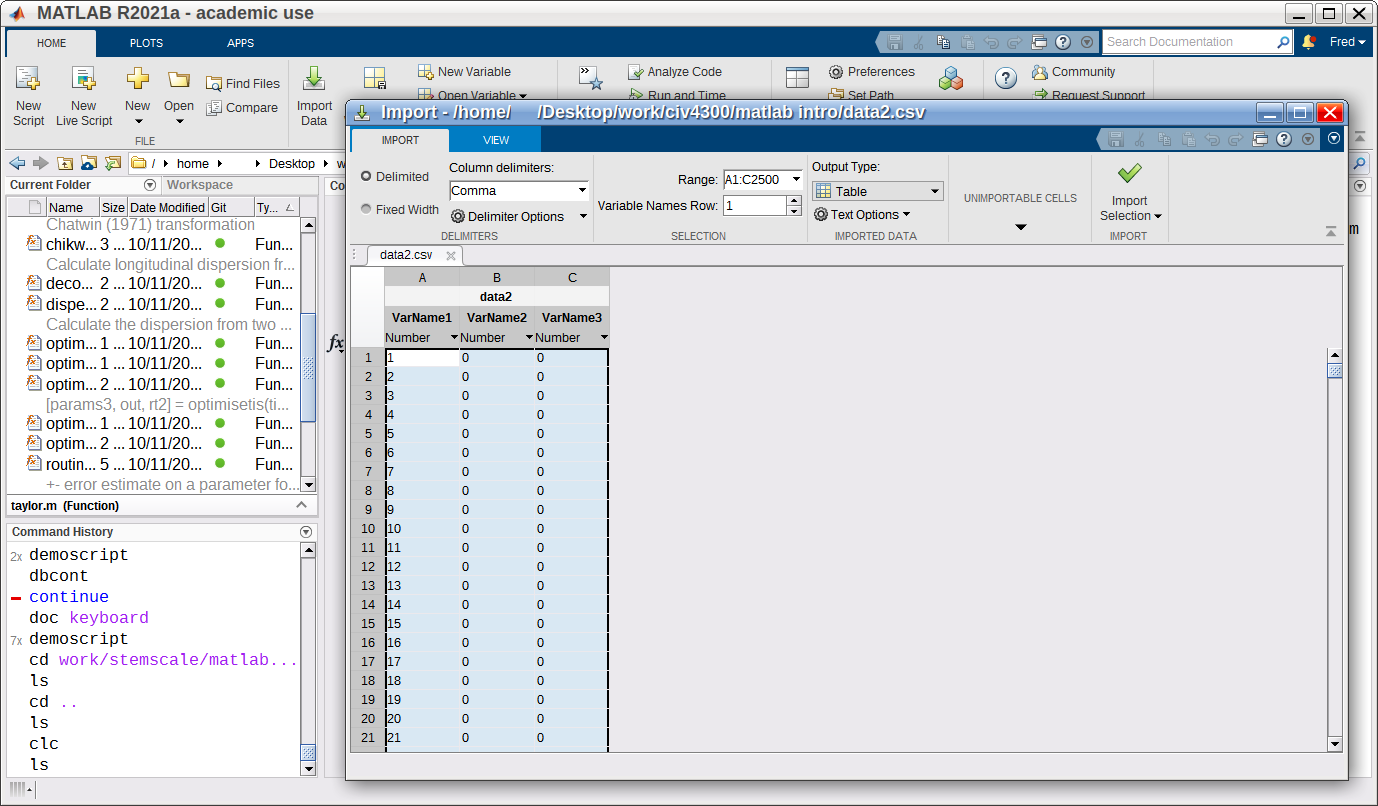 MATLAB R2021a - academic use
HOME PLOTS APPS
Search Documentation
Fred
New Script
New Live Script
New
Open
Find Files
Compare
FILE
Import Data
New Variable
Open Variable
Analyze Code
Run and Time
Preferences
Set Path
Community
Request Support
/ home Desktop w
Current Folder
Workspace
Co
Name Size Date Modified Git Ty...
Chatwin (1971) transformation
chikw... 3 ... 10/11/20... Fun...
Calculate longitudinal dispersion fr...
deco... 2 ... 10/11/20... Fun...
dispe... 2 ... 10/11/20... Fun...
Calculate the dispersion from two ...
optim... 1 ... 10/11/20... Fun...
optim... 1 ... 10/11/20... Fun...
optim... 2 ... 10/11/20... Fun...
[params3, out, rt2] = optimisetis(ti...
optim... 1 ... 10/11/20... Fun...
optim... 2 ... 10/11/20... Fun...
routin... 5 ... 10/11/20... Fun...
+- error estimate on a parameter fo...
taylor.m (Function)
Command History
2x demoscript
dbcont
continue
doc keyboard
7x demoscript
cd work/stemscale/matlab...
ls
cd ..
ls
clc
ls
fx
m
Import - /home/ /Desktop/work/civ4300/matlab intro/data2.csv
IMPORT VIEW
Delimited
Fixed Width
Column delimiters:
Comma
Delimiter Options
DELIMITERS
Range: A1:C2500
Variable Names Row: 1
SELECTION
Output Type:
Table
Text Options
IMPORTED DATA
UNIMPORTABLE CELLS
Import Selection
IMPORT
data2.csv
A B C
data2
VarName1 VarName2 VarName3
Number Number Number
1 1 0 0
2 2 0 0
3 3 0 0
4 4 0 0
5 5 0 0
6 6 0 0
7 7 0 0
8 8 0 0
9 9 0 0
10 10 0 0
11 11 0 0
12 12 0 0
13 13 0 0
14 14 0 0
15 15 0 0
16 16 0 0
17 17 0 0
18 18 0 0
19 19 0 0
20 20 0 0
21 21 0 0